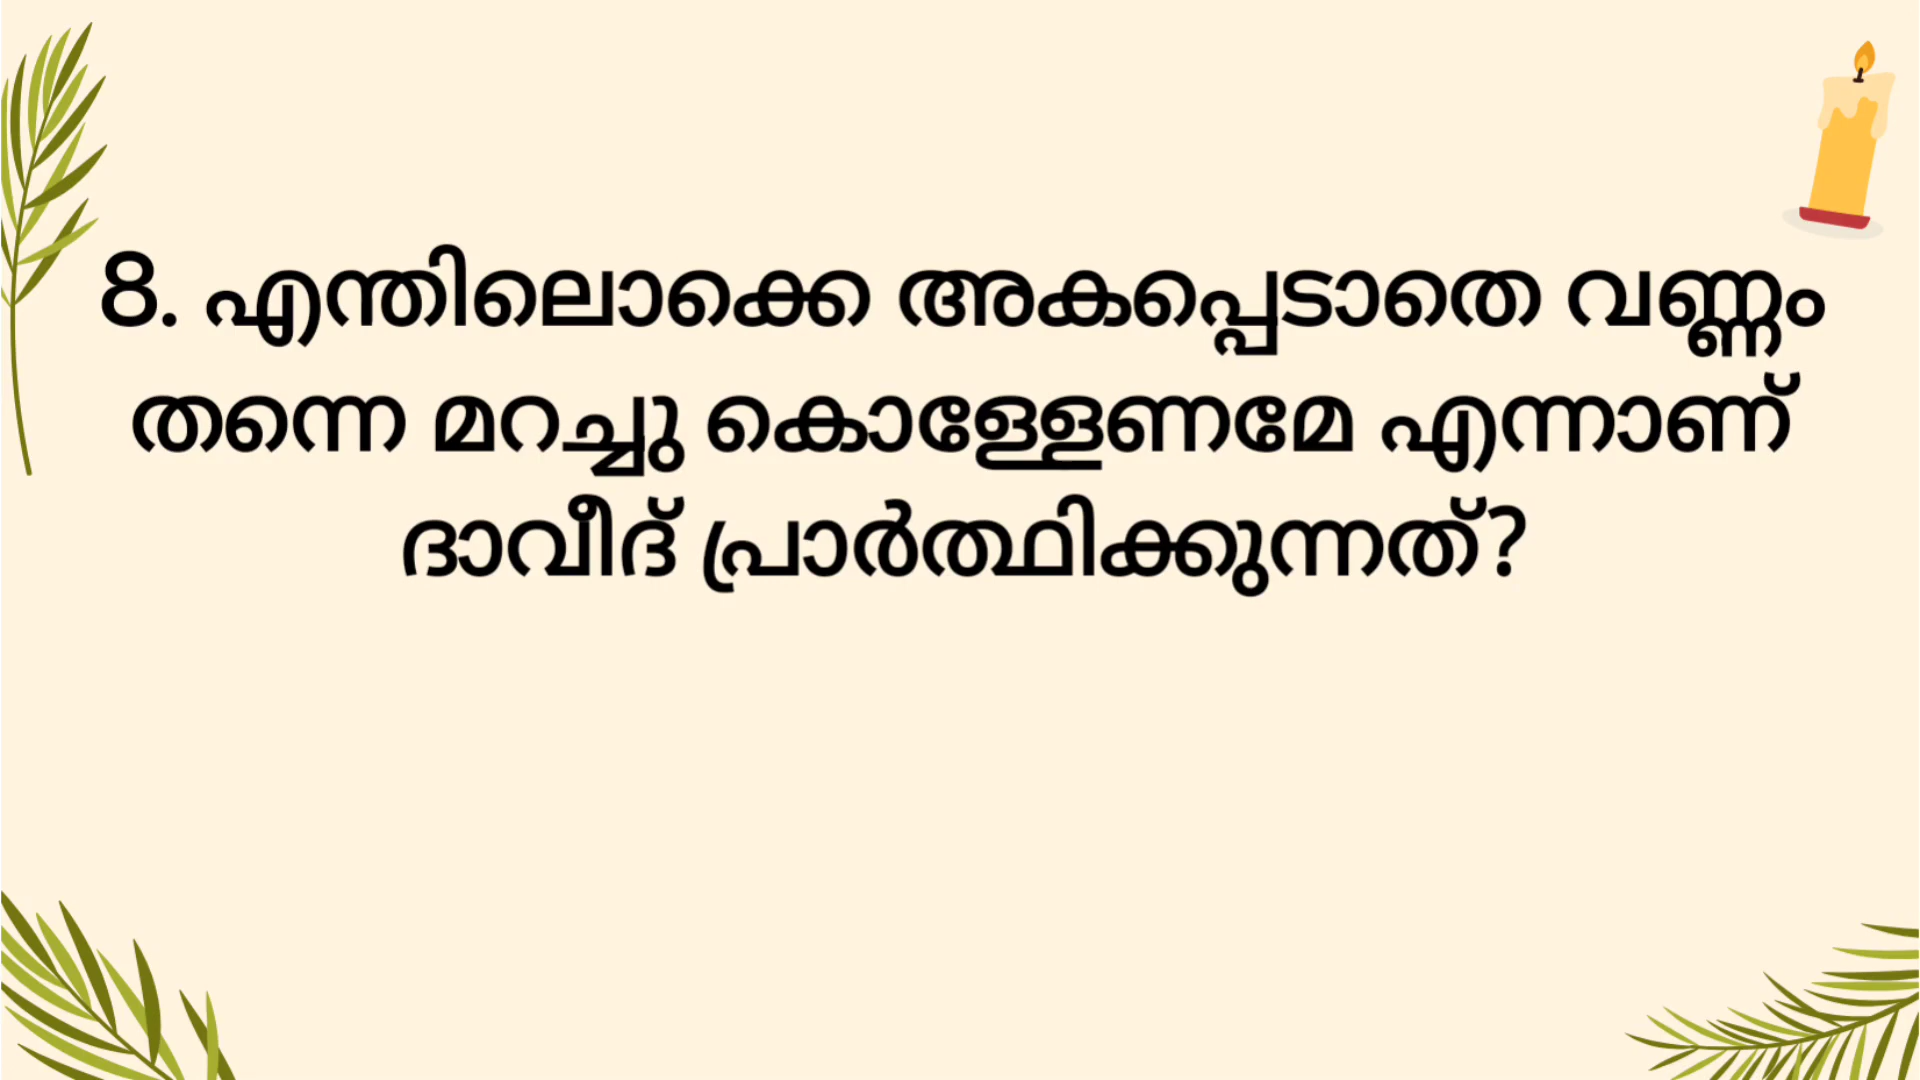 8. എന്തിലൊക്കെ അകപ്പെടാതെ വണ്ണം
തന്നെ മറച്ചു കൊള്ളേണമേ എന്നാണ്
ദാവീദ് പ്രാർത്ഥിക്കുന്നത്?